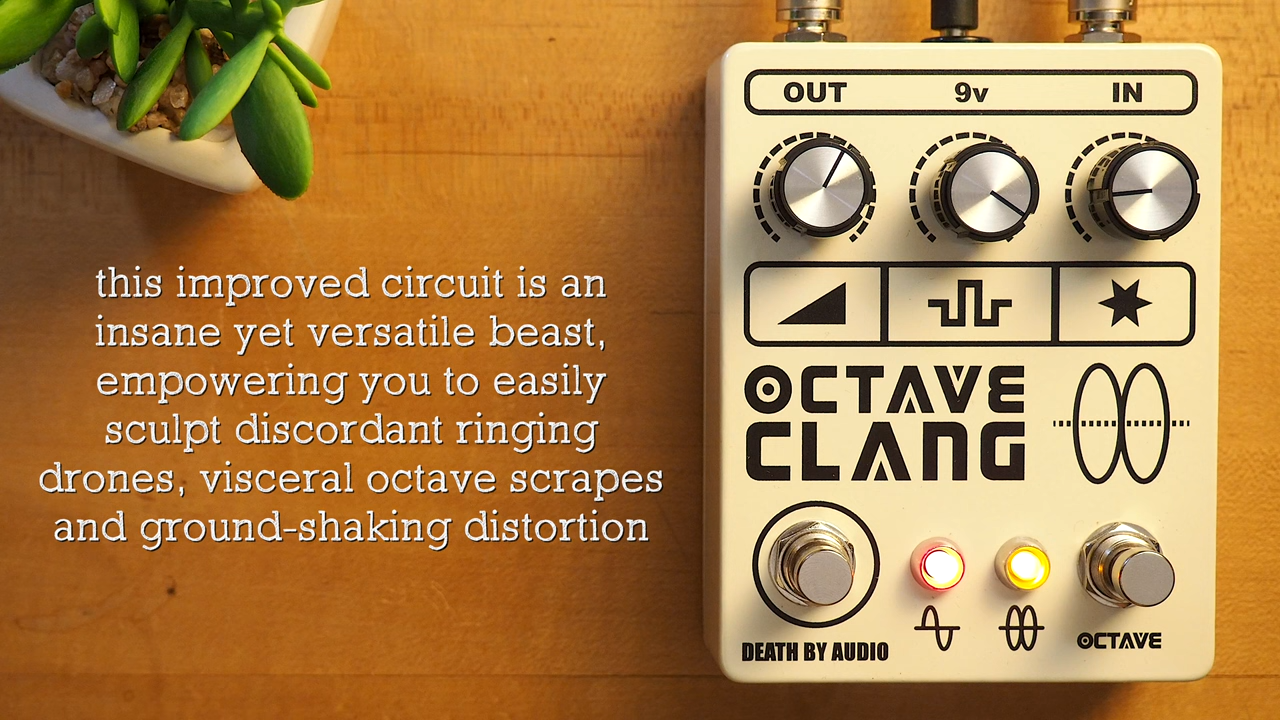 this improved circuit is an
insane yet versatile beast,
empowering you to easily
sculpt discordant ringing
drones, visceral octave scrapes
and ground-shaking distortion
OUT 9v IN
OCTAVE
CLANG
DEATH BY AUDIO
OCTAVE